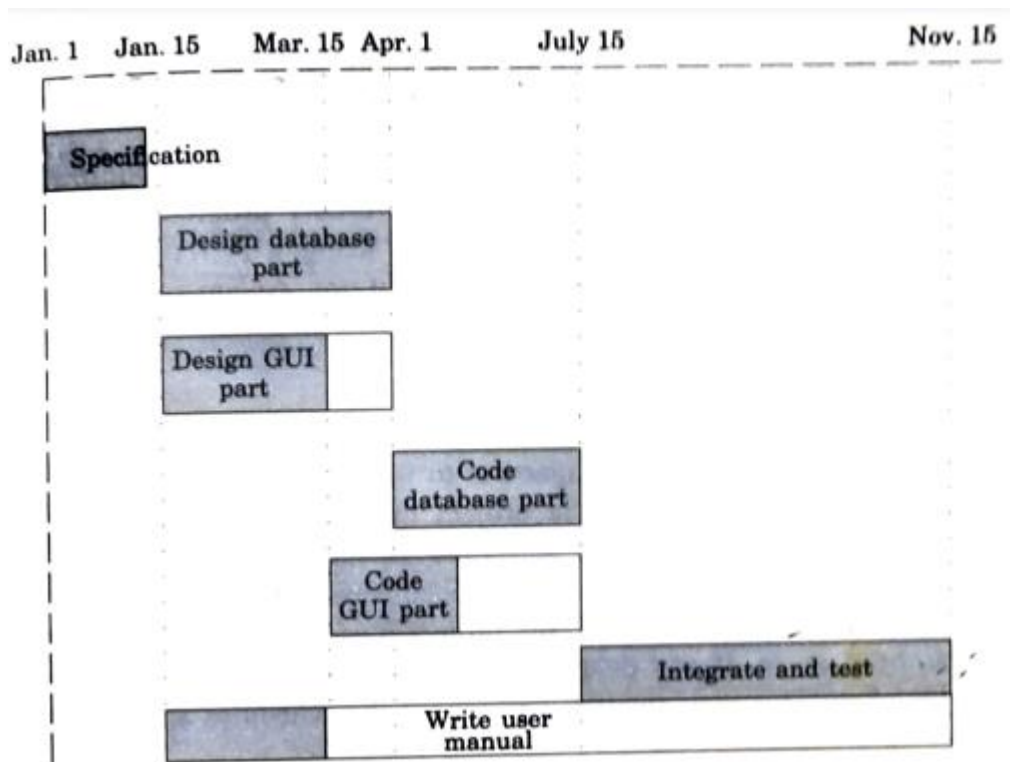 Jan. 1 Jan. 15 Mar. 15 Apr. 1 July 15 Nov. 15
Specification
Design database
part
Design GUI
part
Code
database part
Code
GUI part
Integrate and test
Write user
manual